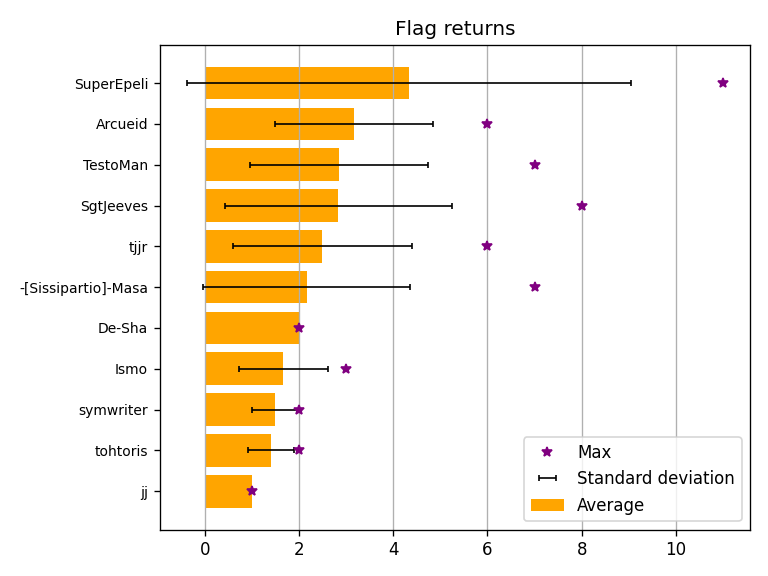 Flag returns
SuperEpeli
Arcueid
TestoMan
SgtJeeves
tjjr
-[Sissipartio]-Masa
De-Sha
Ismo
symwriter
tohtoris
jj
Max
Standard deviation
Average
0 2 4 6 8 10